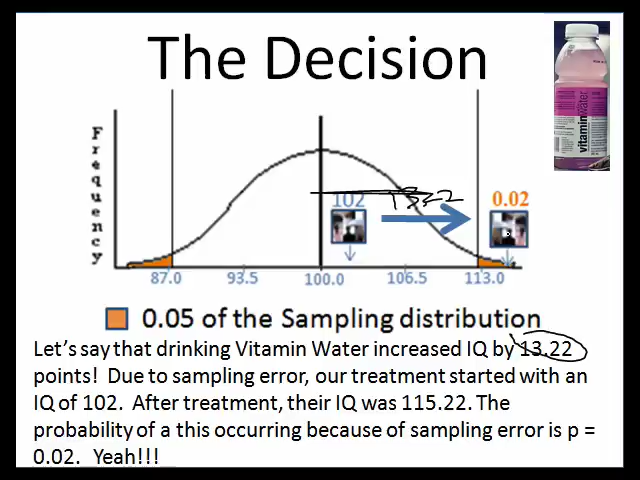 The Decision
vitaminwater
Frequency
102
13.22
0.02
87.0 93.5 100.0 106.5 113.0
0.05 of the Sampling distribution
Let's say that drinking Vitamin Water increased IQ by 13.22
points! Due to sampling error, our treatment started with an
IQ of 102. After treatment, their IQ was 115.22. The
probability of a this occurring because of sampling error is p =
0.02. Yeah!!!